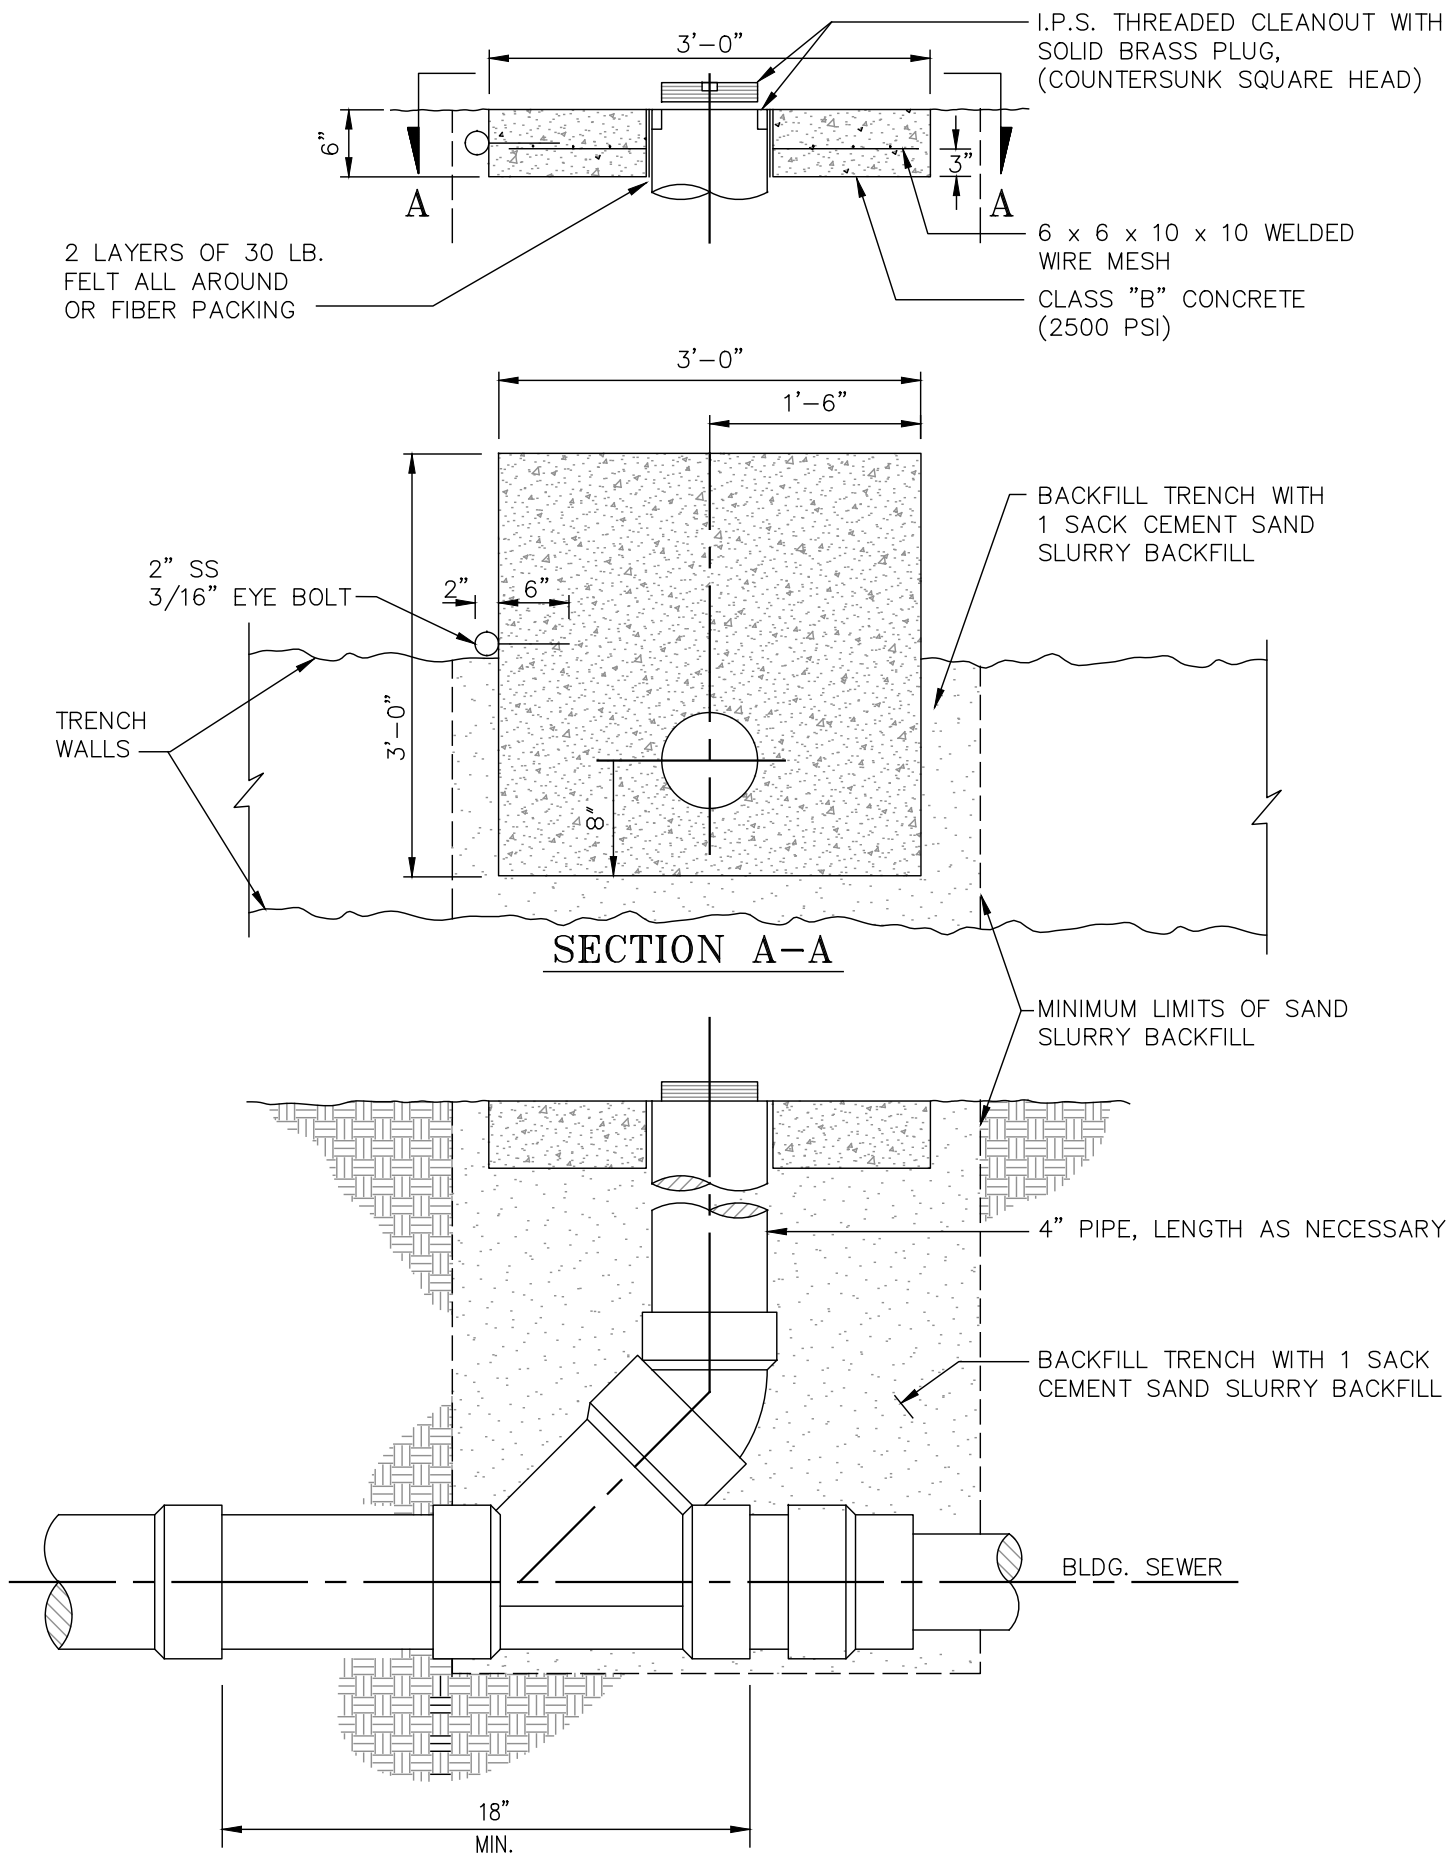 3'-0"
I.P.S. THREADED CLEANOUT WITH
SOLID BRASS PLUG,
(COUNTERSUNK SQUARE HEAD)
6"
3"
A
A
2 LAYERS OF 30 LB.
FELT ALL AROUND
OR FIBER PACKING
6 x 6 x 10 x 10 WELDED
WIRE MESH
CLASS "B" CONCRETE
(2500 PSI)
3'-0"
1'-6"
BACKFILL TRENCH WITH
1 SACK CEMENT SAND
SLURRY BACKFILL
2" SS
3/16" EYE BOLT
2"
6"
3'-0"
TRENCH
WALLS
8"
SECTION A-A
MINIMUM LIMITS OF SAND
SLURRY BACKFILL
4" PIPE, LENGTH AS NECESSARY
BACKFILL TRENCH WITH 1 SACK
CEMENT SAND SLURRY BACKFILL
BLDG. SEWER
18"
MIN.